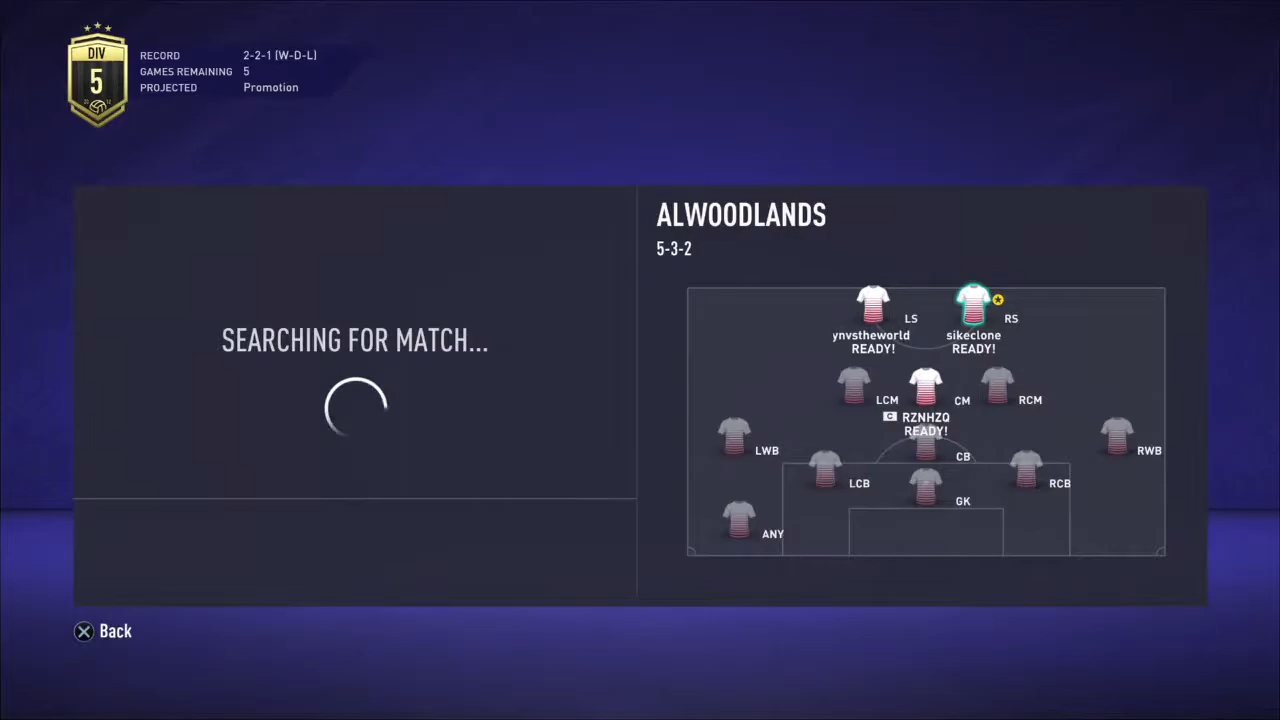 DIV
5
RECORD 2-2-1 (W-D-L)
GAMES REMAINING 5
PROJECTED Promotion
SEARCHING FOR MATCH...
ALWOODLANDS
5-3-2
LS
RS
ynvstheworld
READY!
sikeclone
READY!
LCM
CM
RCM
C RZNHZQ
READY!
LWB
CB
RWB
LCB
RCB
GK
ANY
Back